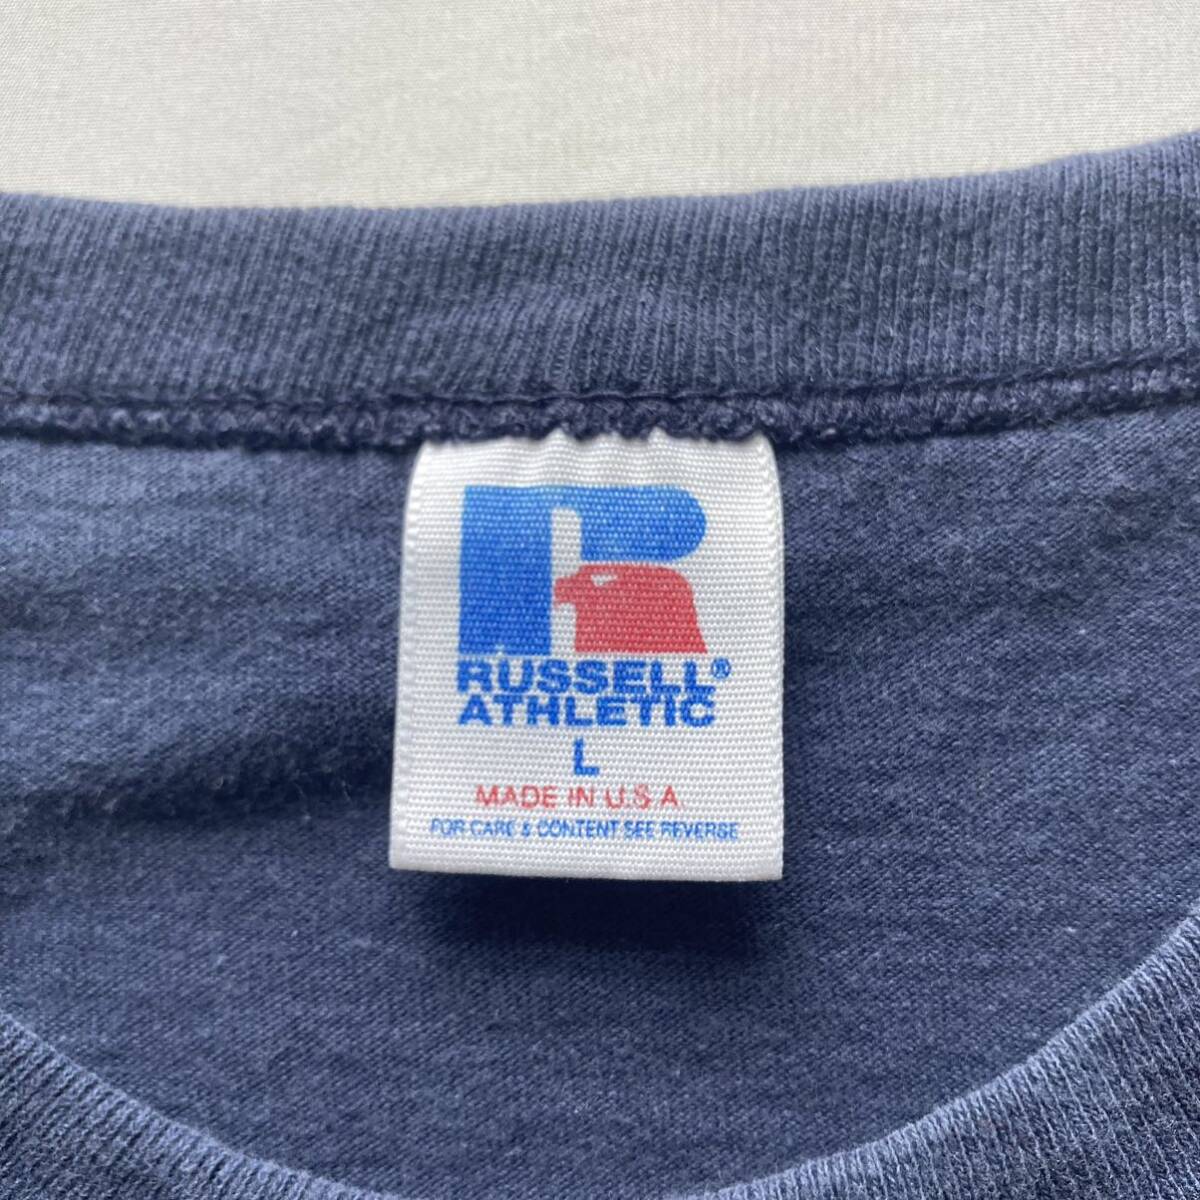 RUSSELL®
ATHLETIC
L
MADE IN U.S.A
FOR CARE & CONTENT SEE REVERSE